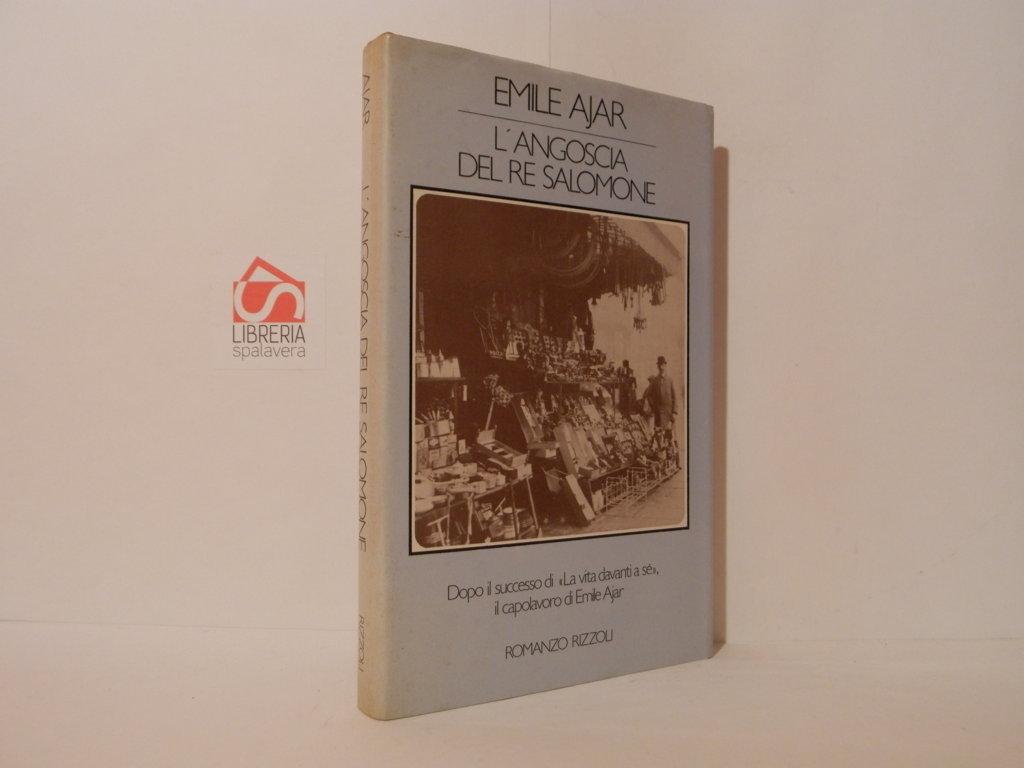 EMILE AJAR
L'ANGOSCIA
DEL RE SALOMONE
Dopo il successo di «La vita davanti a sé»,
il capolavoro di Emile Ajar
ROMANZO RIZZOLI
AJAR L'ANGOSCIA DEL RE SALOMONE RIZZOLI
LIBRERIA
spalavera